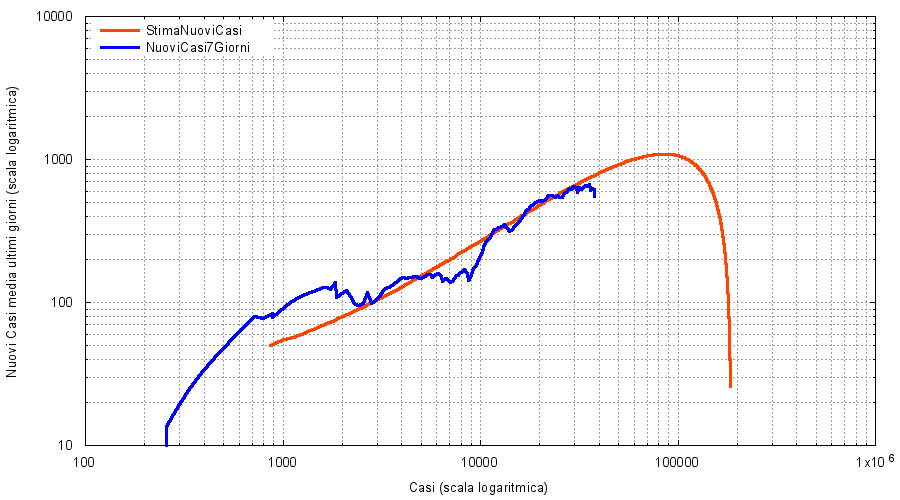 10000
StimaNuoviCasi
NuoviCasi7Giorni
1000
100
10
100 1000 10000 100000 1x10 6
Nuovi Casi media ultimi giorni (scala logaritmica)
Casi (scala logaritmica)